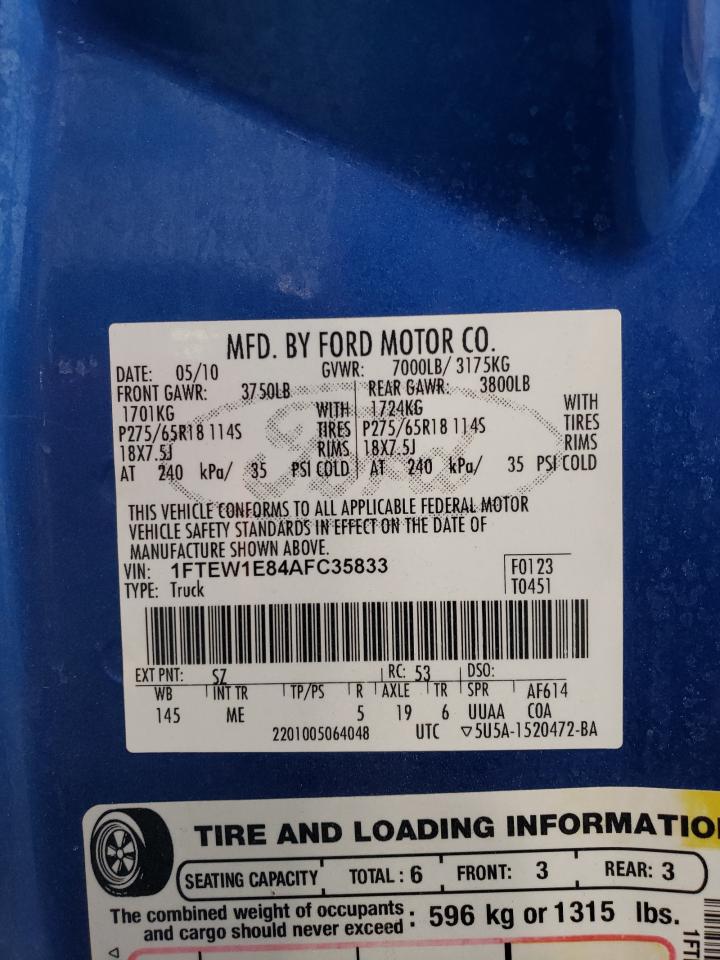 MFD. BY FORD MOTOR CO.
DATE: 05/10 GVWR: 7000LB/ 3175KG
FRONT GAWR: 3750LB REAR GAWR: 3800LB
1701KG WITH 1724KG WITH
P275/65R18 114S TIRES P275/65R18 114S TIRES
18X7.5J RIMS 18X7.5J RIMS
AT 240 kPa/ 35 PSI COLD AT 240 kPa/ 35 PSI COLD
Ford
THIS VEHICLE CONFORMS TO ALL APPLICABLE FEDERAL MOTOR
VEHICLE SAFETY STANDARDS IN EFFECT ON THE DATE OF
MANUFACTURE SHOWN ABOVE.
VIN: 1FTEW1E84AFC35833 F0123
TYPE: Truck T0451
EXT PNT: SZ RC: 53 DSO:
WB INT TR TP/PS R AXLE TR SPR AF614
145 ME 5 19 6 UUAA COA
2201005064048 UTC ▽5U5A-1520472-BA
TIRE AND LOADING INFORMATIO
SEATING CAPACITY TOTAL: 6 FRONT: 3 REAR: 3
The combined weight of occupants
and cargo should never exceed : 596 kg or 1315 lbs.
1FT